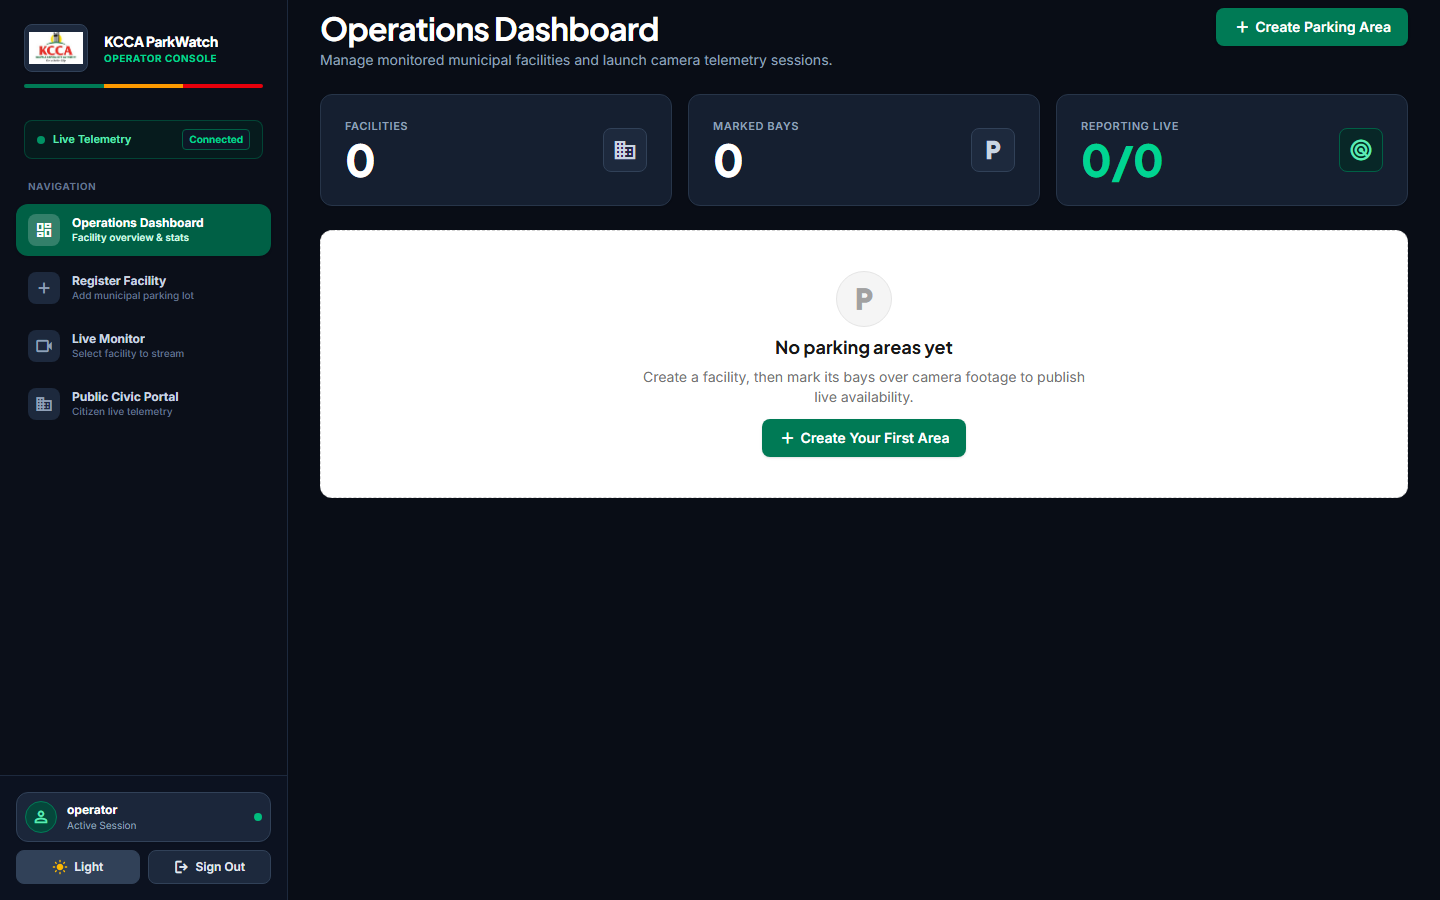 KCCA
KCCA ParkWatch
OPERATOR CONSOLE
Live Telemetry
Connected
NAVIGATION
Operations Dashboard
Facility overview & stats
Register Facility
Add municipal parking lot
Live Monitor
Select facility to stream
Public Civic Portal
Citizen live telemetry
operator
Active Session
Light
Sign Out
Operations Dashboard
Manage monitored municipal facilities and launch camera telemetry sessions.
+ Create Parking Area
FACILITIES
0
MARKED BAYS
0
P
REPORTING LIVE
0/0
P
No parking areas yet
Create a facility, then mark its bays over camera footage to publish
live availability.
+ Create Your First Area